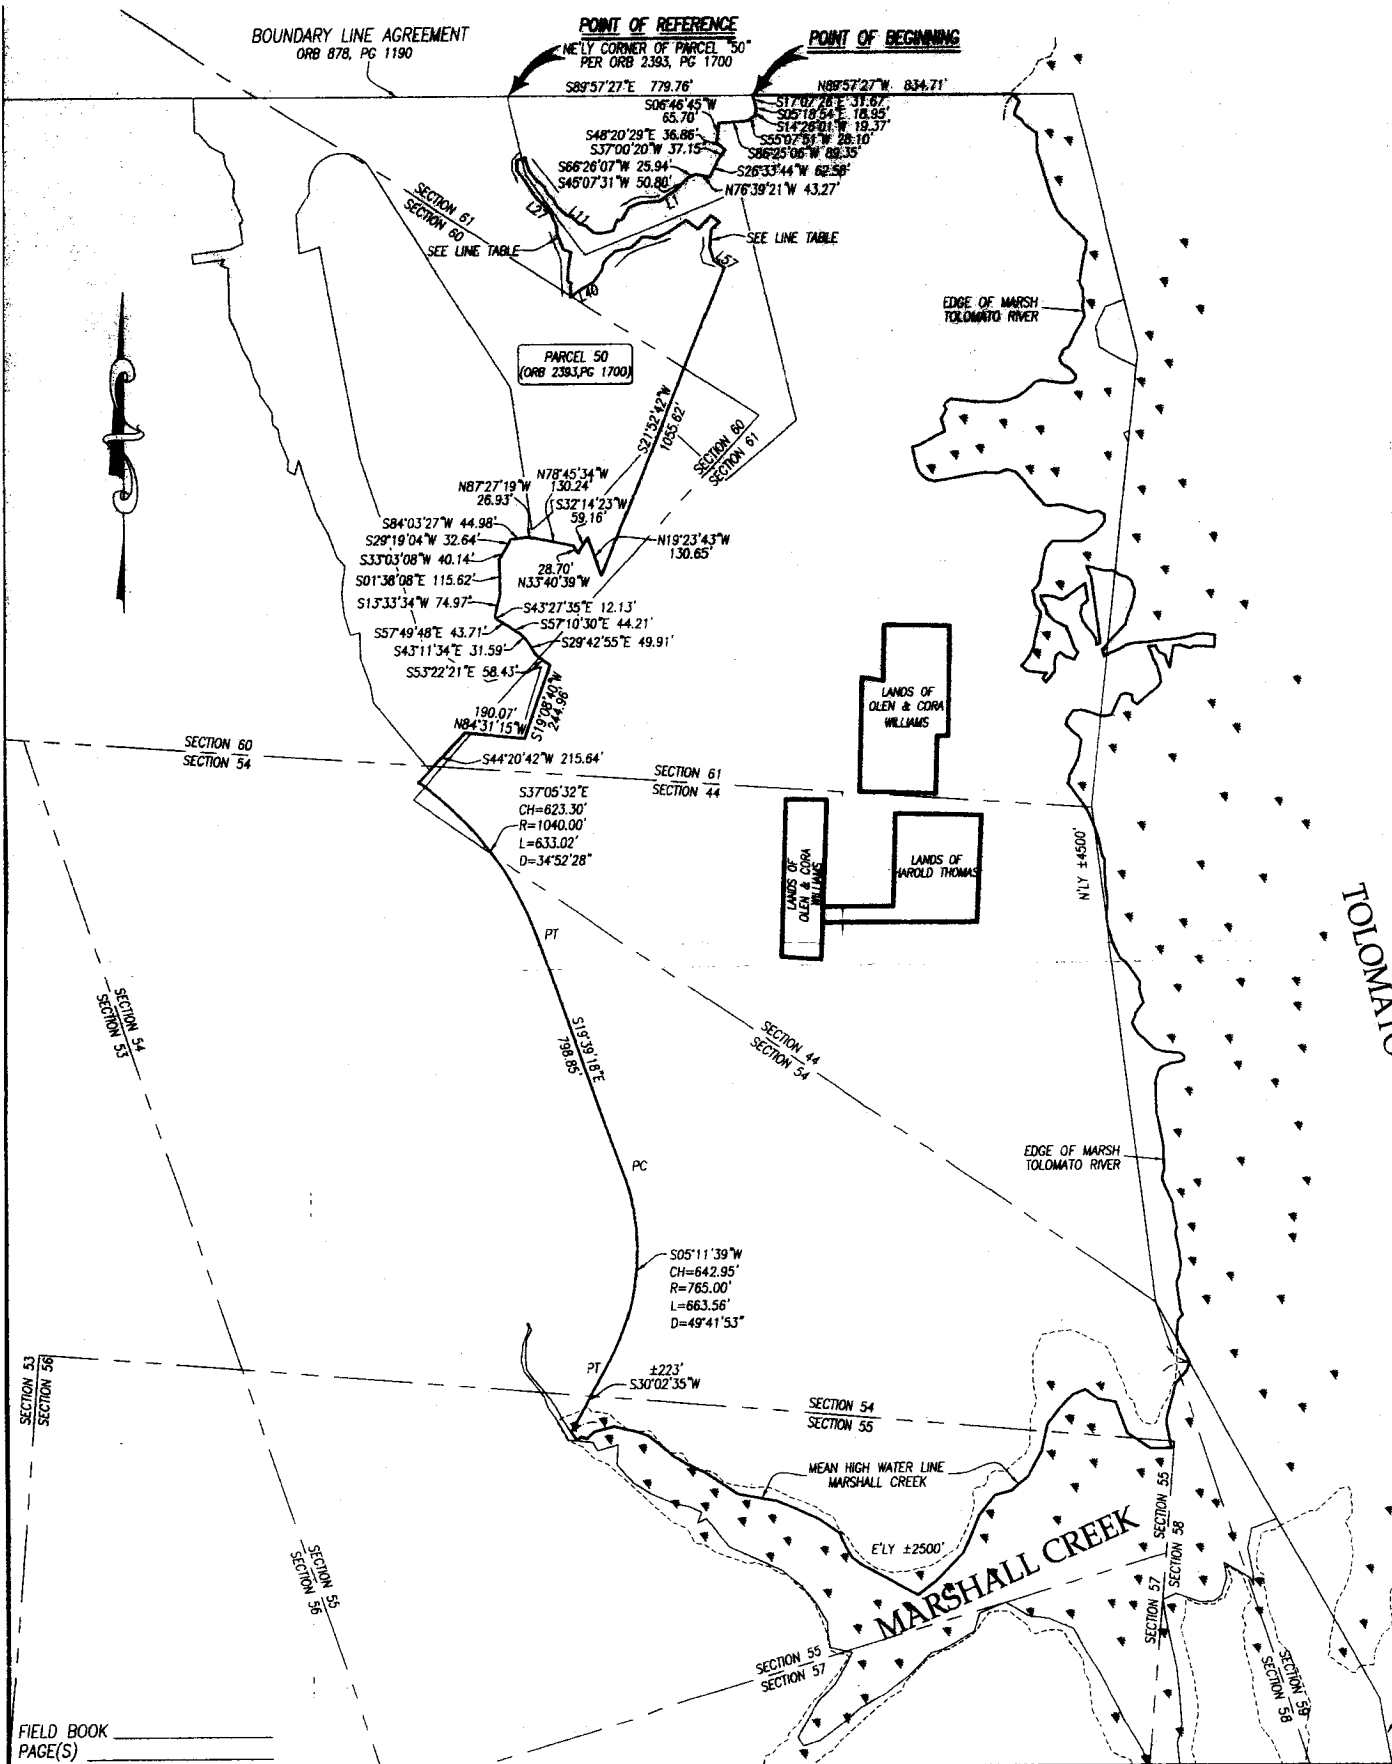 BOUNDARY LINE AGREEMENT
ORB 878, PG 1190
POINT OF REFERENCE
NE'LY CORNER OF PARCEL "50"
PER ORB 2393, PG 1700
POINT OF BEGINNING
S89°57'27"E 779.76'
N89°57'27"W 834.71'
S06°46'45"W
65.70'
S17°07'26"E 31.67'
S05°18'54"E 18.95'
S14°26'01"W 19.37'
S55°07'51"W 28.10'
S86°25'06"W 89.35'
S48°20'29"E 36.86'
S37°00'20"W 37.15'
S66°26'07"W 25.94'
S45°07'31"W 50.80'
S26°33'44"W 62.58'
N76°39'21"W 43.27'
SECTION 61
SECTION 60
L27
L11
L1
SEE LINE TABLE
SEE LINE TABLE
L57
L40
EDGE OF MARSH
TOLOMATO RIVER
PARCEL 50
(ORB 2393,PG 1700)
S21°52'42"W
1055.62'
SECTION 60
SECTION 61
N78°45'34"W
130.24'
N87°27'19"W
26.93'
S32°14'23"W
59.16'
S84°03'27"W 44.98'
S29°19'04"W 32.64'
S33°03'08"W 40.14'
S01°38'08"E 115.62'
S13°33'34"W 74.97'
N19°23'43"W
130.65'
28.70'
N33°40'39"W
S43°27'35"E 12.13'
S57°10'30"E 44.21'
S57°49'48"E 43.71'
S43°11'34"E 31.59'
S29°42'55"E 49.91'
S53°22'21"E 58.43'
S19°08'40"W
244.96'
190.07'
N84°31'15"W
S44°20'42"W 215.64'
SECTION 60
SECTION 54
SECTION 61
SECTION 44
LANDS OF
OLEN & CORA
WILLIAMS
S37°05'32"E
CH=623.30'
R=1040.00'
L=633.02'
D=34°52'28"
LANDS OF
OLEN & CORA
WILLIAMS
LANDS OF
HAROLD THOMAS
N'LY ±4500'
TOLOMATO
PT
SECTION 54
SECTION 53
S19°39'18"E
798.85'
SECTION 44
SECTION 54
PC
EDGE OF MARSH
TOLOMATO RIVER
S05°11'39"W
CH=642.95'
R=765.00'
L=663.56'
D=49°41'53"
PT
±223'
S30°02'35"W
SECTION 53
SECTION 56
SECTION 54
SECTION 55
MEAN HIGH WATER LINE
MARSHALL CREEK
SECTION 55
SECTION 56
E'LY ±2500'
MARSHALL CREEK
SECTION 55
SECTION 58
SECTION 57
SECTION 55
SECTION 57
SECTION 59
SECTION 58
FIELD BOOK
PAGE(S)